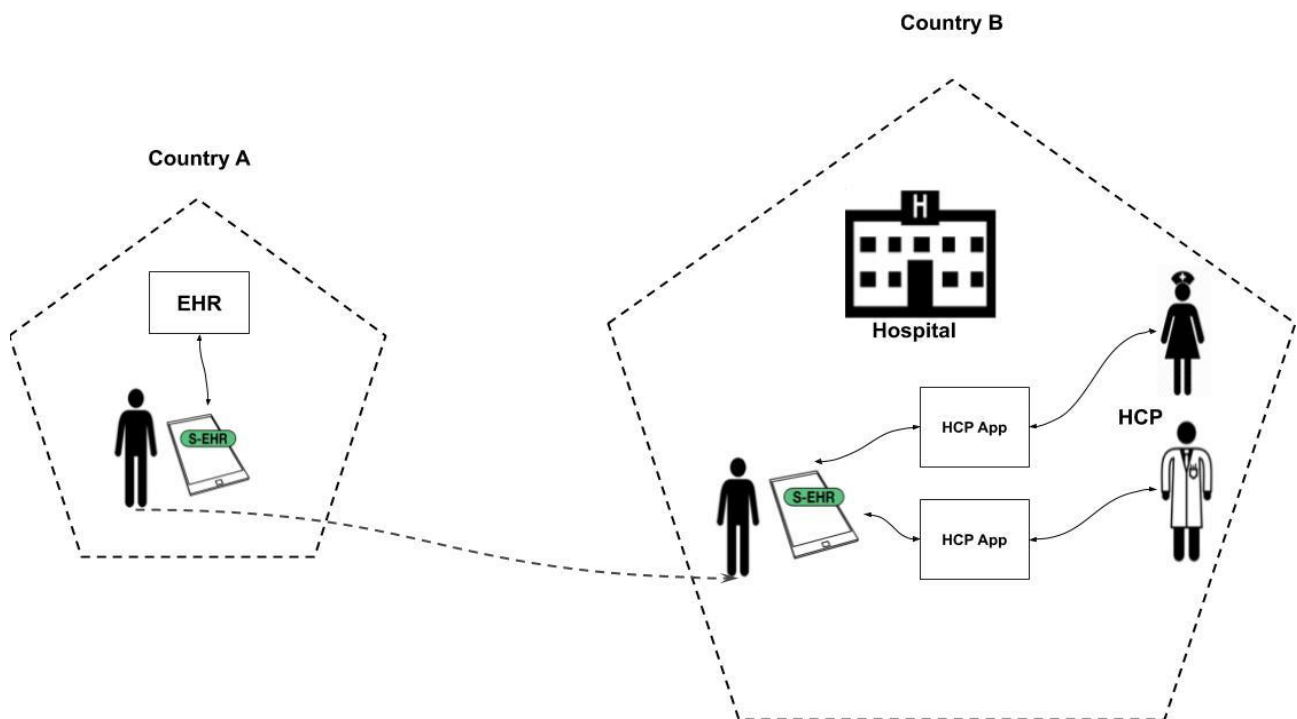 Country B
Country A
H
EHR
Hospital
S-EHR
HCP App
HCP
S-EHR
HCP App